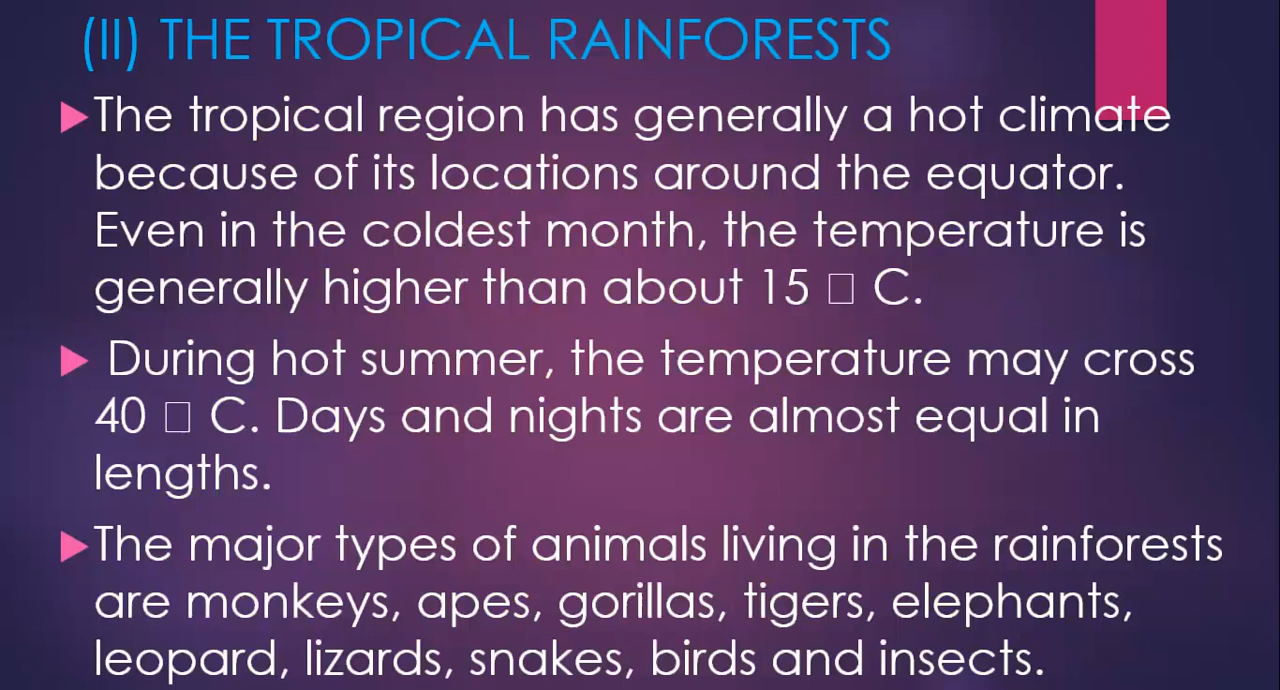 (II) THE TROPICAL RAINFORESTS
The tropical region has generally a hot climate
because of its locations around the equator.
Even in the coldest month, the temperature is
generally higher than about 15 □ C.
During hot summer, the temperature may cross
40 □ C. Days and nights are almost equal in
lengths.
The major types of animals living in the rainforests
are monkeys, apes, gorillas, tigers, elephants,
leopard, lizards, snakes, birds and insects.